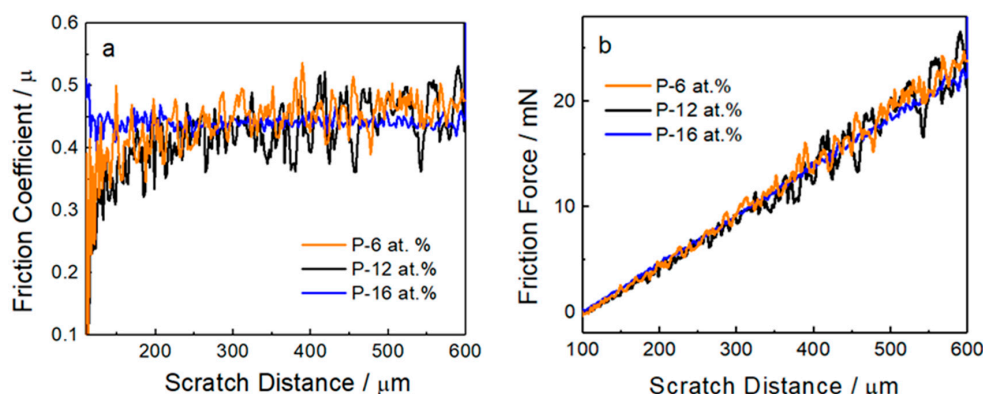 a
0.6
0.5
0.4
0.3
0.2
0.1
Friction Coefficient / μ
P-6 at. %
P-12 at.%
P-16 at.%
200 300 400 500 600
Scratch Distance / μm
b
20
10
0
Friction Force / mN
P-6 at.%
P-12 at.%
P-16 at.%
100 200 300 400 500 600
Scratch Distance / μm